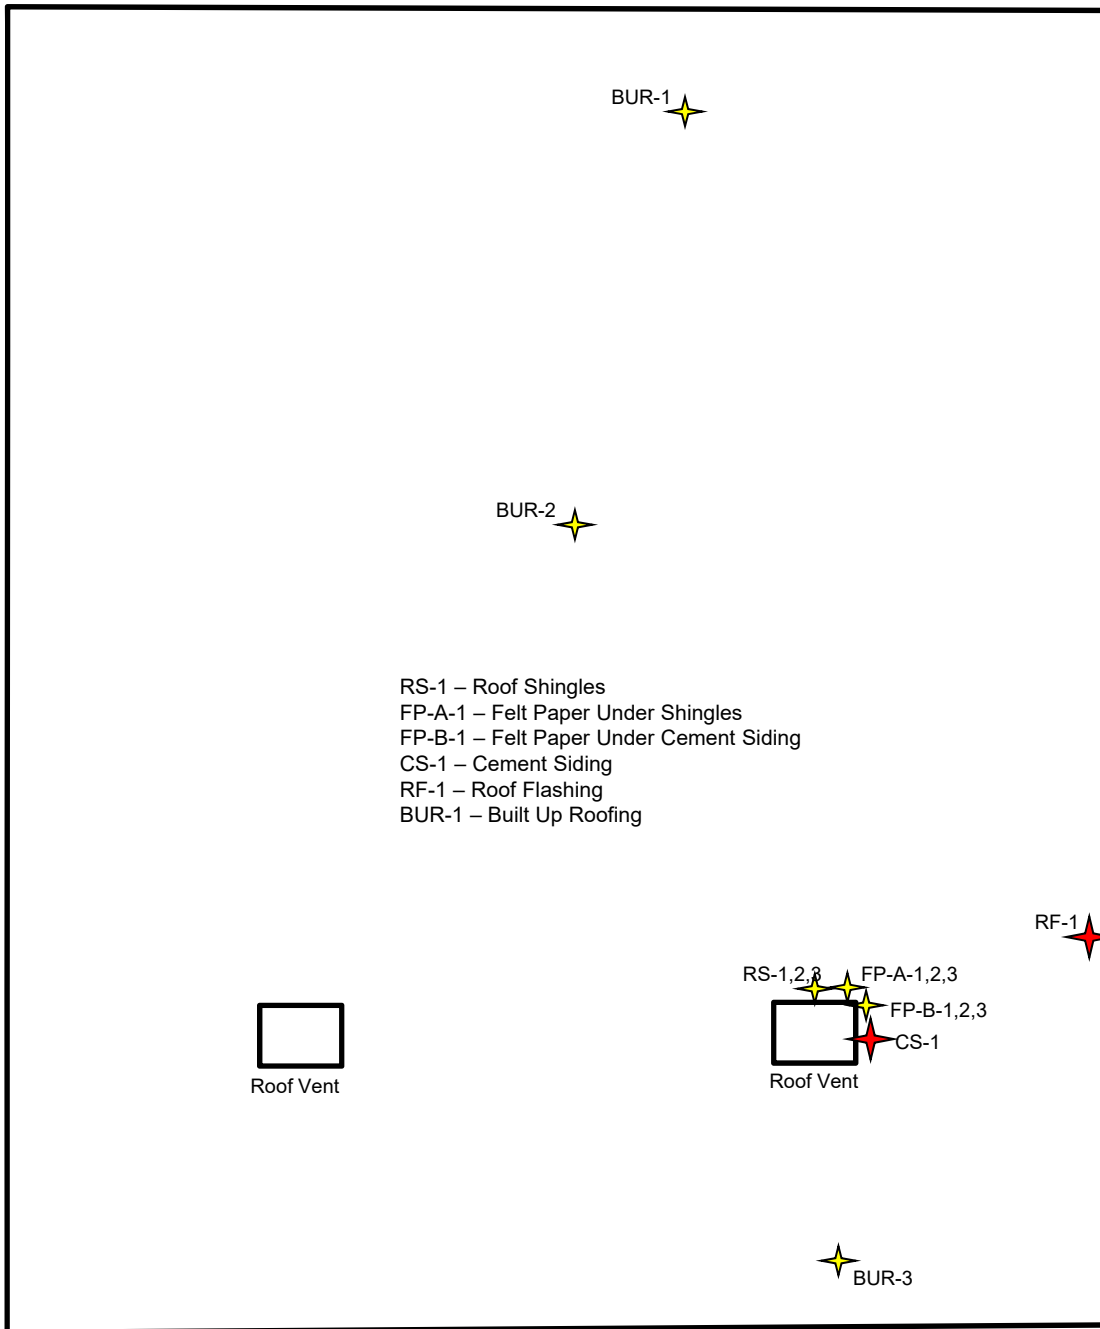 BUR-1
BUR-2
RS-1 – Roof Shingles
FP-A-1 – Felt Paper Under Shingles
FP-B-1 – Felt Paper Under Cement Siding
CS-1 – Cement Siding
RF-1 – Roof Flashing
BUR-1 – Built Up Roofing
RF-1
RS-1,2,3 FP-A-1,2,3
FP-B-1,2,3
CS-1
Roof Vent Roof Vent
BUR-3